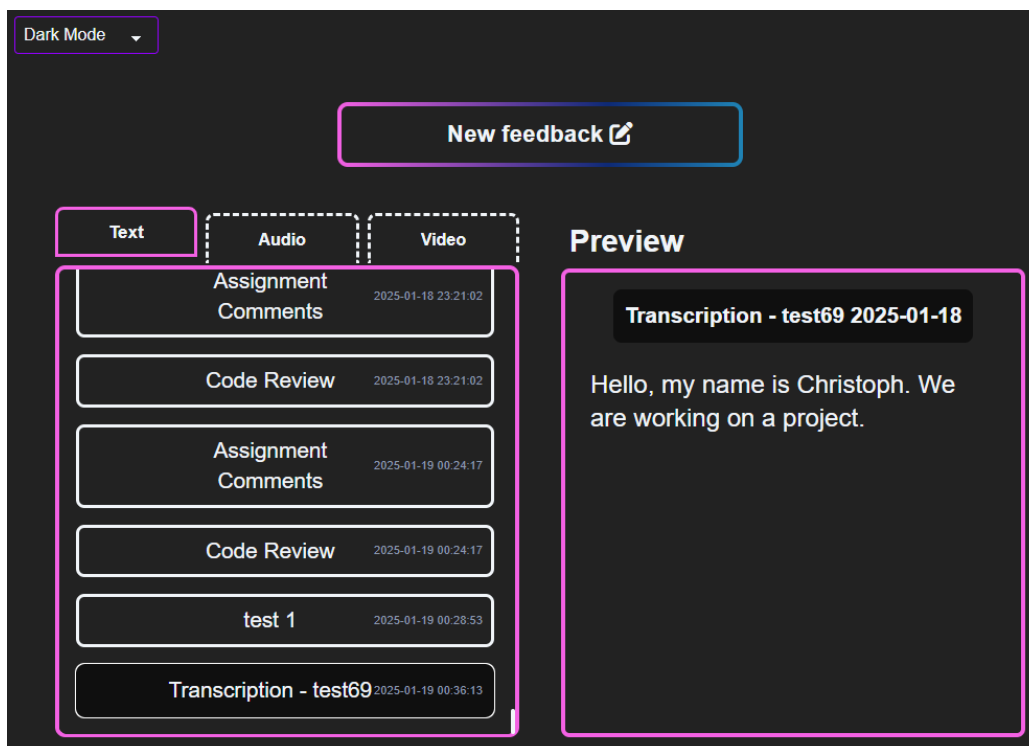 Dark Mode
New feedback
Text
Audio
Video
Assignment
Comments
2025-01-18 23:21:02
Code Review
2025-01-18 23:21:02
Assignment
Comments
2025-01-19 00:24:17
Code Review
2025-01-19 00:24:17
test 1
2025-01-19 00:28:53
Transcription - test69
2025-01-19 00:36:13
Preview
Transcription - test69 2025-01-18
Hello, my name is Christoph. We
are working on a project.